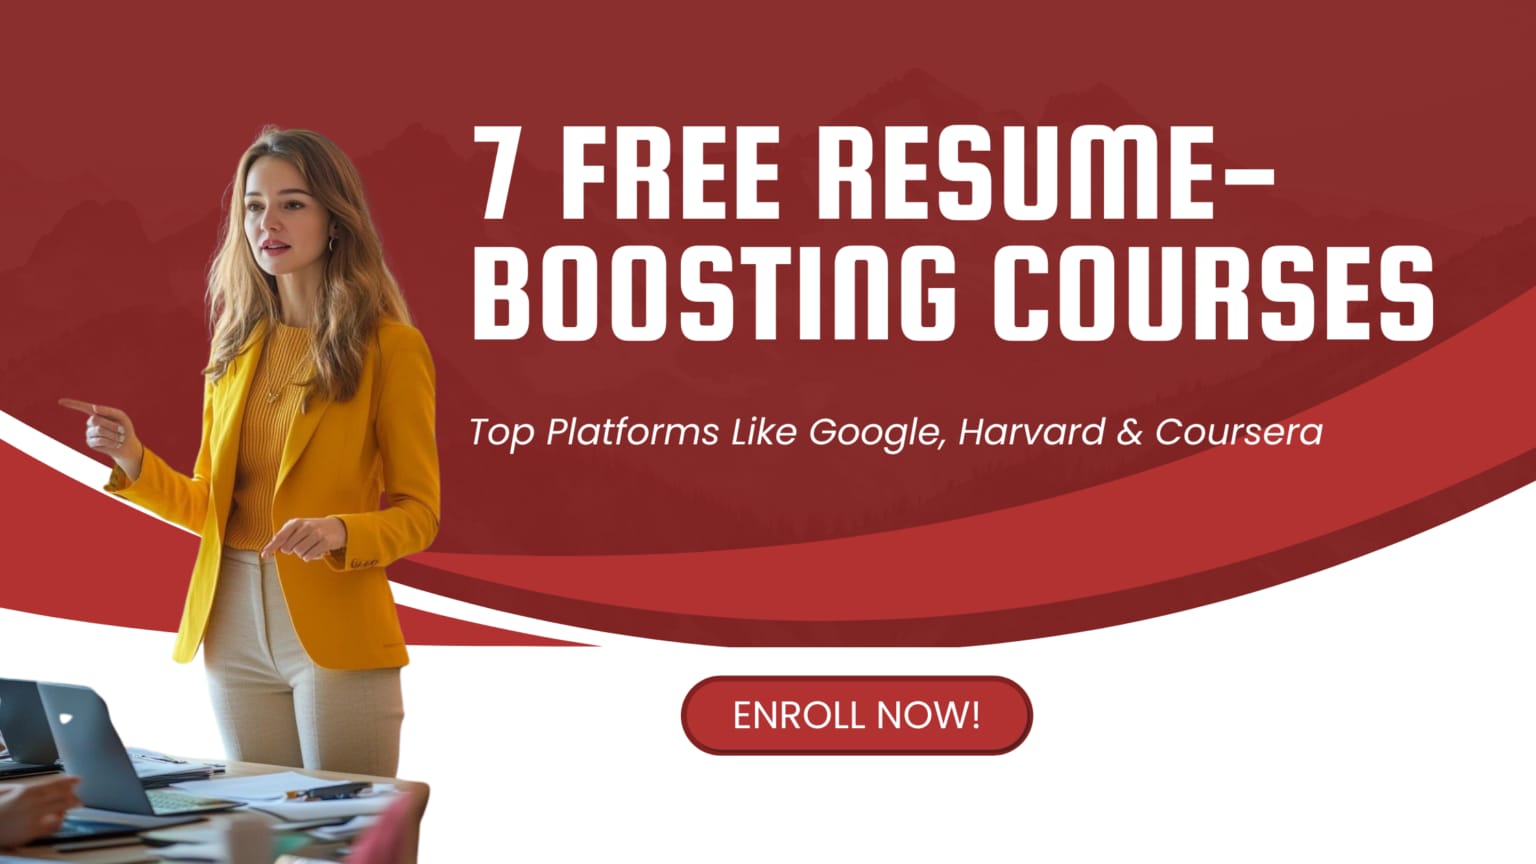 7 FREE RESUME-
BOOSTING COURSES
Top Platforms Like Google, Harvard & Coursera
ENROLL NOW!